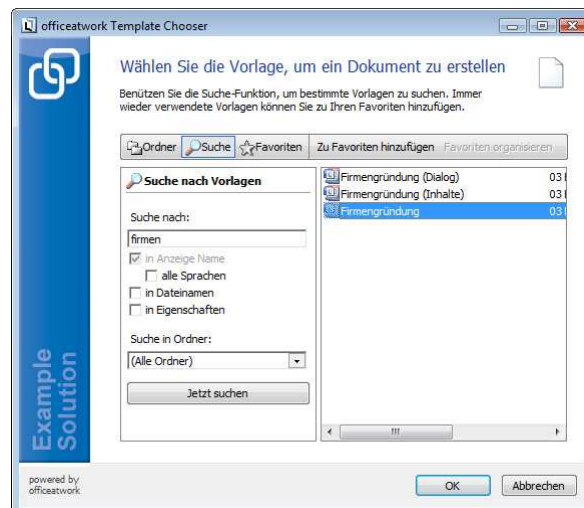 officeatwork Template Chooser
Wählen Sie die Vorlage, um ein Dokument zu erstellen
Benützen Sie die Suche-Funktion, um bestimmte Vorlagen zu suchen. Immer
wieder verwendete Vorlagen können Sie zu Ihren Favoriten hinzufügen.
Ordner Suche Favoriten Zu Favoriten hinzufügen Favoriten organisieren
Suche nach Vorlagen
Suche nach:
firmen
in Anzeige Name
alle Sprachen
in Dateinamen
in Eigenschaften
Suche in Ordner:
(Alle Ordner)
Jetzt suchen
Firmengründung (Dialog) 03
Firmengründung (Inhalte) 03
Firmengründung 03
Example
Solution
powered by
officeatwork
OK Abbrechen